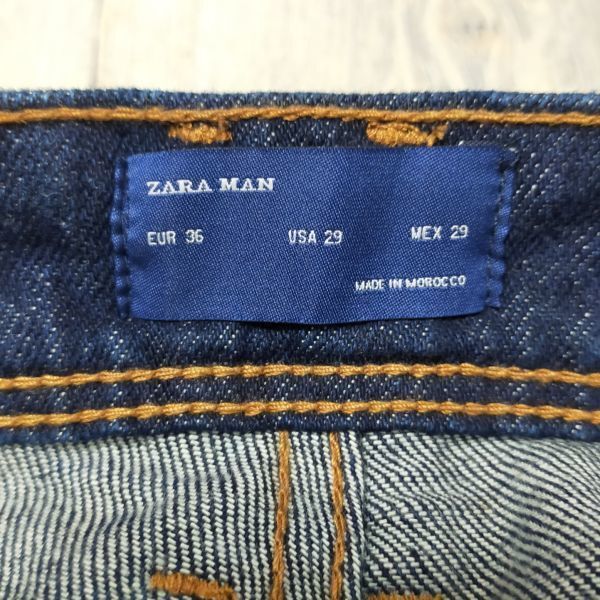 ZARA MAN
EUR 36 USA 29 MEX 29
MADE IN MOROCCO